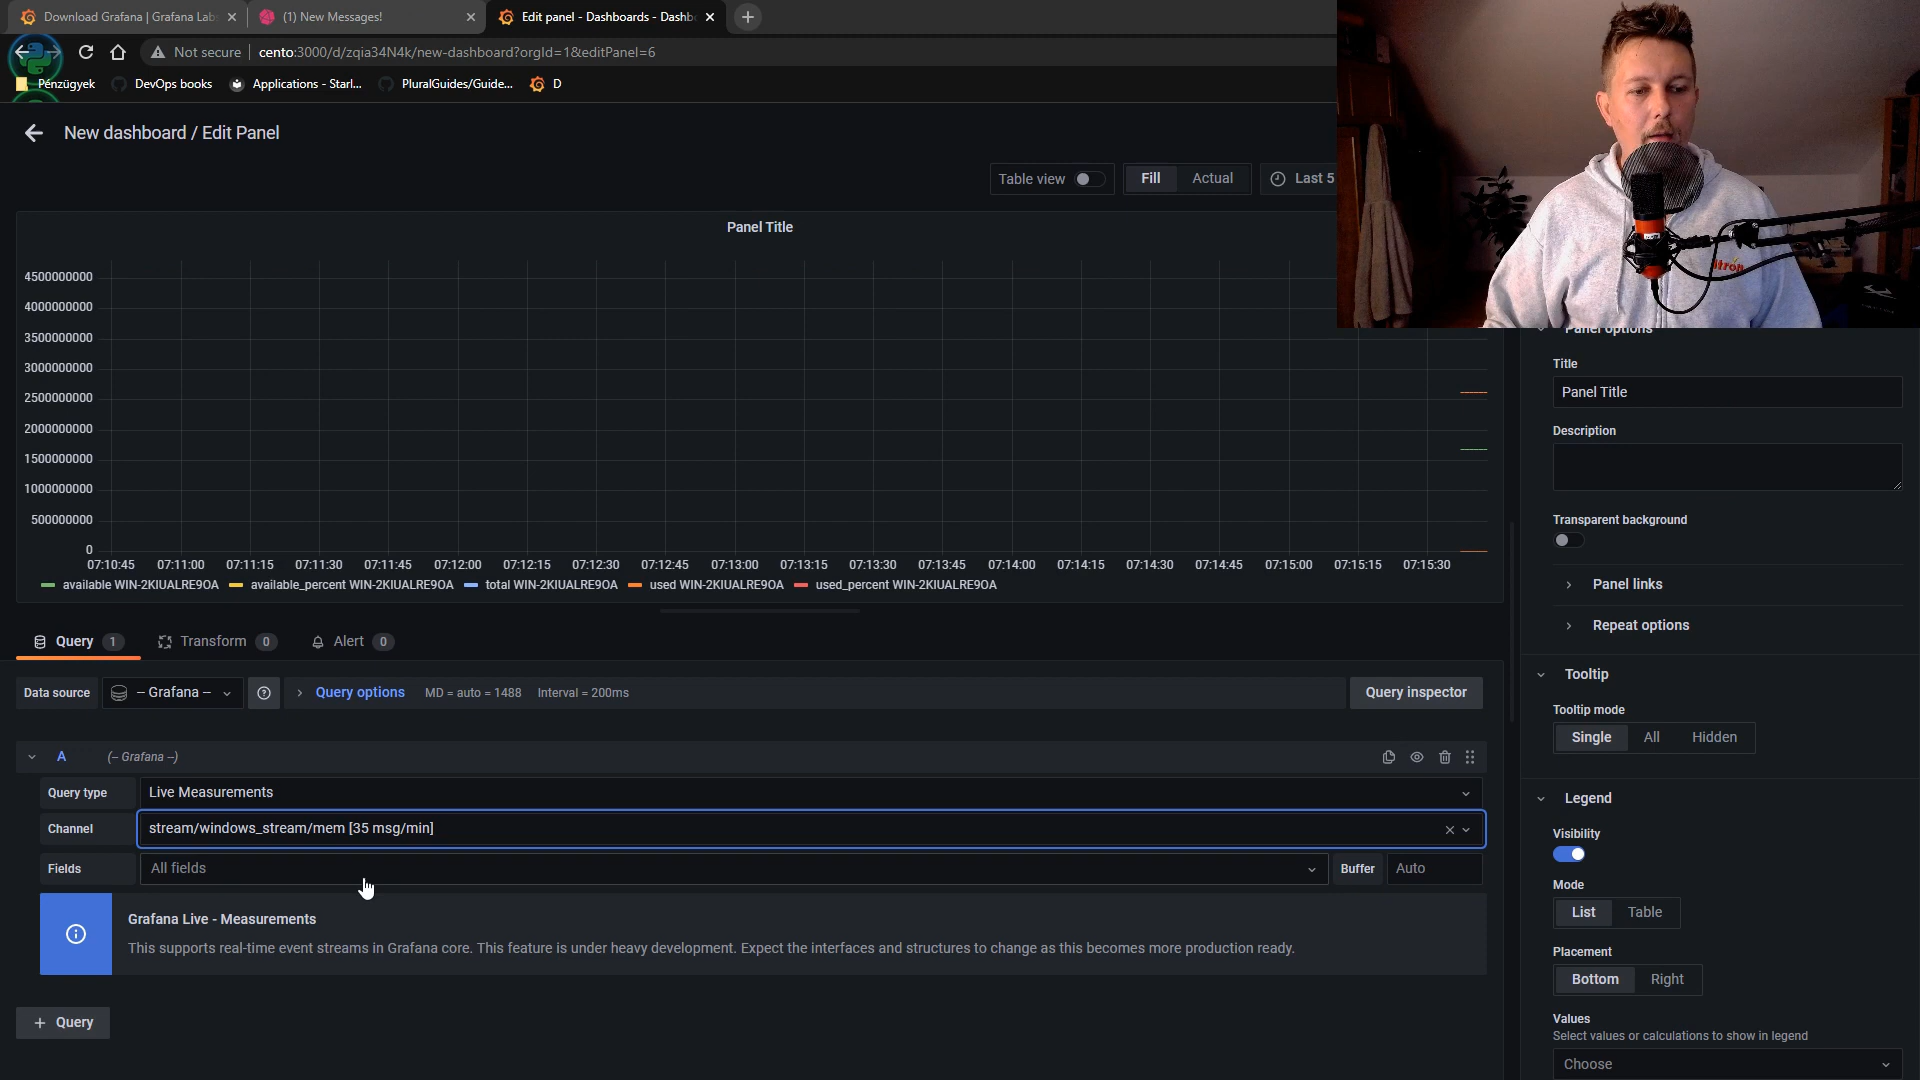 Download Grafana | Grafana Labs
(1) New Messages!
Edit panel - Dashboards - Dashb
Not secure
cento:3000/d/zqia34N4k/new-dashboard?orgId=1&editPanel=6
Pénzügyek
DevOps books
Applications - Starl...
PluralGuides/Guide...
D
New dashboard / Edit Panel
Table view
Fill
Actual
Last 5
Panel Title
4500000000
4000000000
3500000000
3000000000
2500000000
2000000000
1500000000
1000000000
500000000
0
07:10:45 07:11:00 07:11:15 07:11:30 07:11:45 07:12:00 07:12:15 07:12:30 07:12:45 07:13:00 07:13:15 07:13:30 07:13:45 07:14:00 07:14:15 07:14:30 07:14:45 07:15:00 07:15:15 07:15:30
available WIN-2KIUALRE9OA available_percent WIN-2KIUALRE9OA total WIN-2KIUALRE9OA used WIN-2KIUALRE9OA used_percent WIN-2KIUALRE9OA
Query 1
Transform 0
Alert 0
Data source
-- Grafana --
Query options
MD = auto = 1488
Interval = 200ms
Query inspector
A
(-- Grafana --)
Query type
Live Measurements
Channel
stream/windows_stream/mem [35 msg/min]
Fields
All fields
Buffer
Auto
Grafana Live - Measurements
This supports real-time event streams in Grafana core. This feature is under heavy development. Expect the interfaces and structures to change as this becomes more production ready.
+ Query
Panel options
Title
Panel Title
Description
Transparent background
Panel links
Repeat options
Tooltip
Tooltip mode
Single
All
Hidden
Legend
Visibility
Mode
List
Table
Placement
Bottom
Right
Values
Select values or calculations to show in legend
Choose